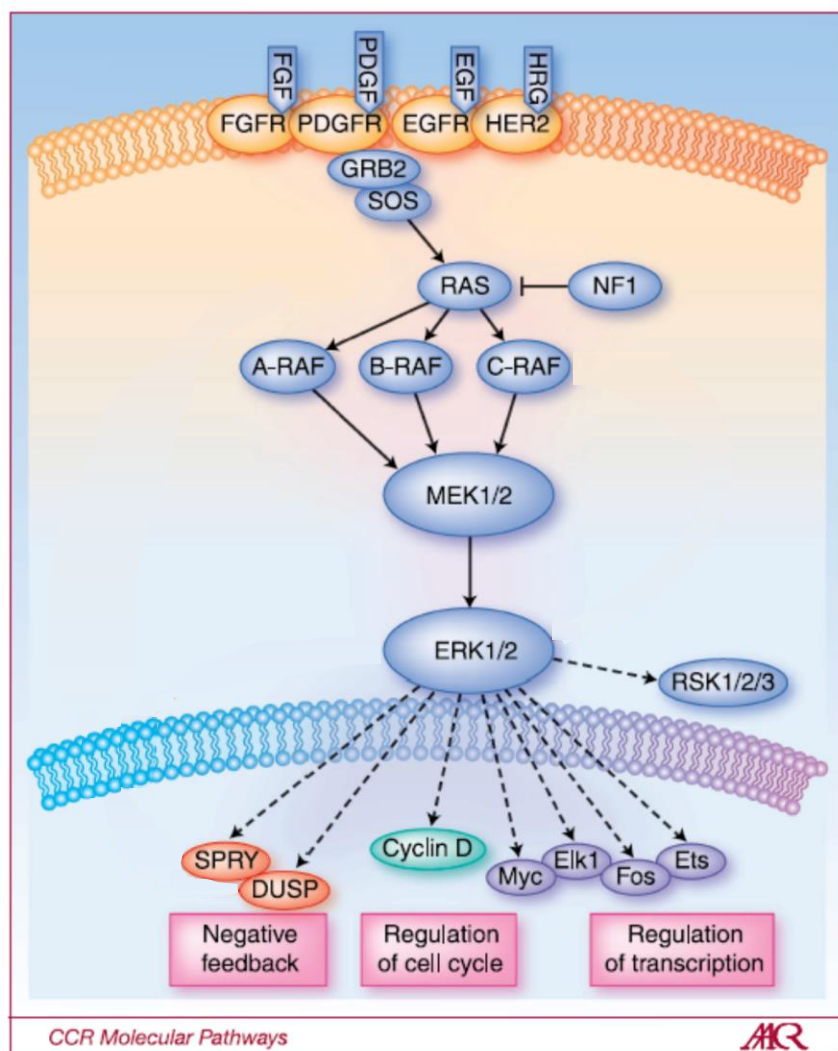 FGF
PDGF
EGF
HRG
FGFR
PDGFR
EGFR
HER2
GRB2
SOS
RAS
NF1
A-RAF
B-RAF
C-RAF
MEK1/2
ERK1/2
RSK1/2/3
SPRY
DUSP
Cyclin D
Myc
Elk1
Fos
Ets
Negative
feedback
Regulation
of cell cycle
Regulation
of transcription
CCR Molecular Pathways
AACR